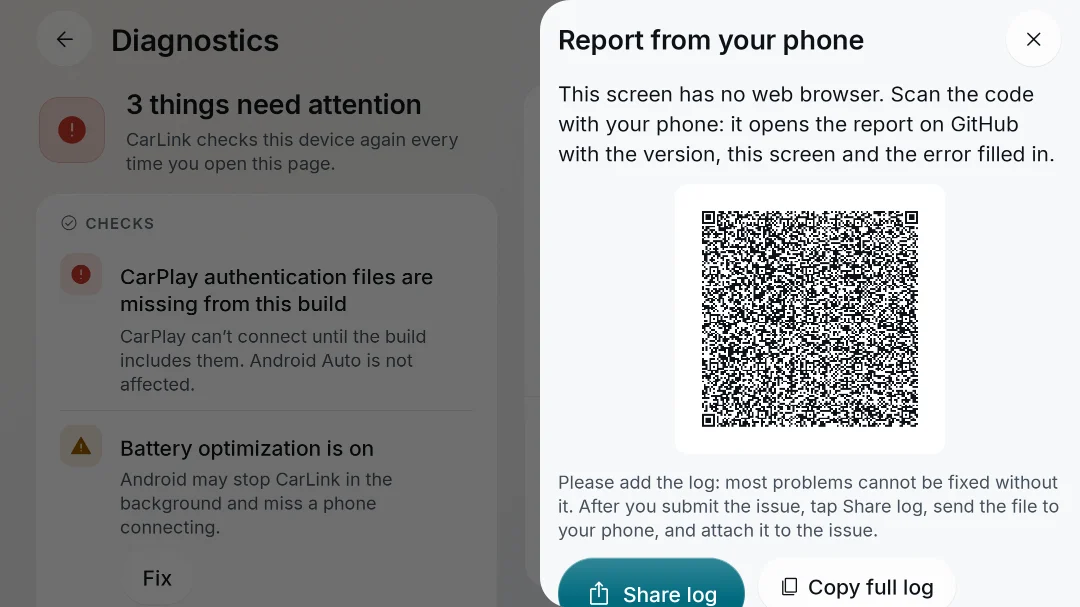 Diagnostics
3 things need attention
CarLink checks this device again every
time you open this page.
CHECKS
CarPlay authentication files are
missing from this build
CarPlay can’t connect until the build
includes them. Android Auto is not
affected.
Battery optimization is on
Android may stop CarLink in the
background and miss a phone
connecting.
Fix
Report from your phone
This screen has no web browser. Scan the code
with your phone: it opens the report on GitHub
with the version, this screen and the error filled in.
Please add the log: most problems cannot be fixed without
it. After you submit the issue, tap Share log, send the file to
your phone, and attach it to the issue.
Share log
Copy full log